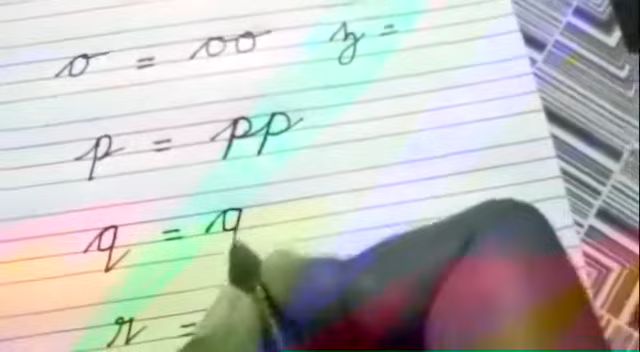 o = oo z =
p = pp
q = q
r =